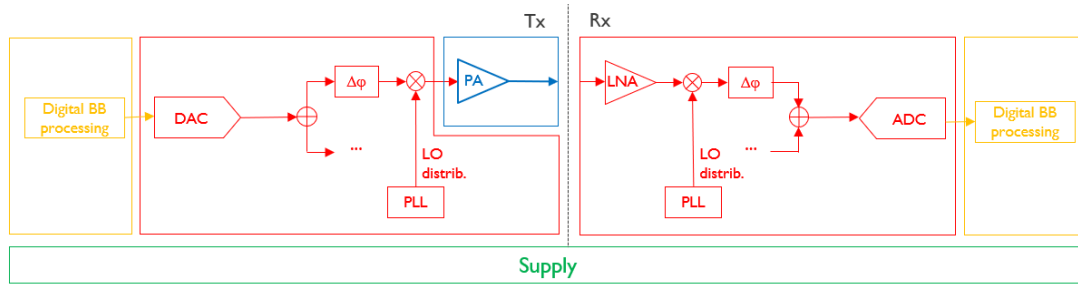 Tx
Rx
Digital BB
processing
DAC
Δφ
...
PA
LO
distrib.
PLL
LNA
Δφ
...
LO
distrib.
PLL
ADC
Digital BB
processing
Supply